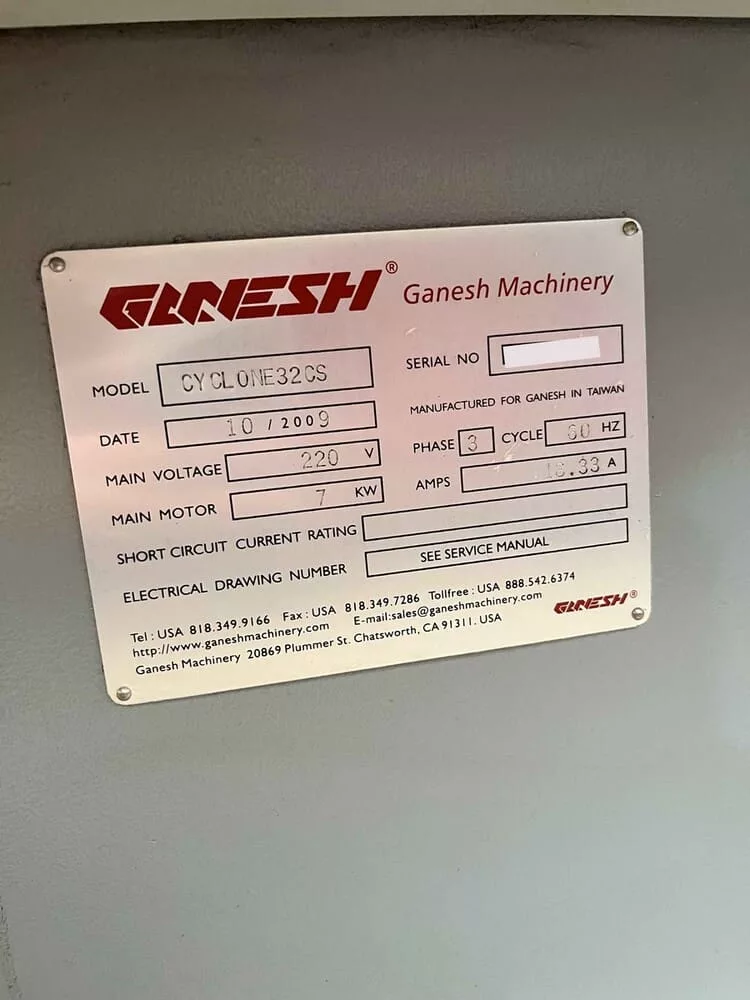 GANESH® Ganesh Machinery
MODEL CYCLONE32CS SERIAL NO
DATE 10 / 2009 MANUFACTURED FOR GANESH IN TAIWAN
MAIN VOLTAGE 220 V PHASE 3 CYCLE 60 HZ
MAIN MOTOR 7 KW AMPS 18.33 A
SHORT CIRCUIT CURRENT RATING
ELECTRICAL DRAWING NUMBER SEE SERVICE MANUAL
Tel : USA 818.349.9166 Fax : USA 818.349.7286 Tollfree : USA 888.542.6374
http://www.ganeshmachinery.com E-mail:sales@ganeshmachinery.com
Ganesh Machinery 20869 Plummer St. Chatsworth, CA 91311. USA
GANESH®